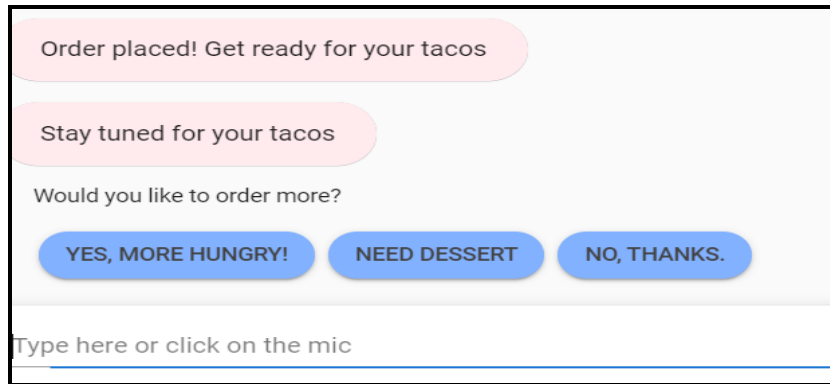 Order placed! Get ready for your tacos
Stay tuned for your tacos
Would you like to order more?
YES, MORE HUNGRY! NEED DESSERT NO, THANKS.
Type here or click on the mic